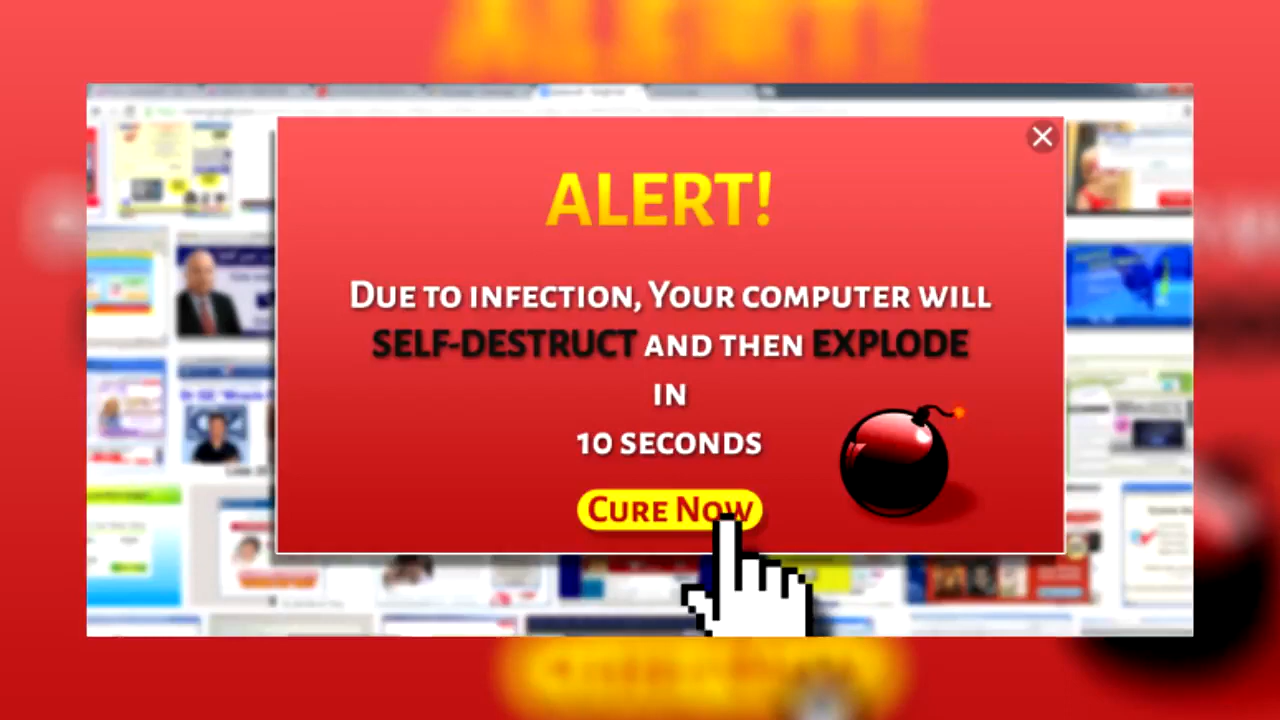 ALERT!
Due to infection, Your computer will
SELF-DESTRUCT and then EXPLODE
in
10 seconds
Cure Now